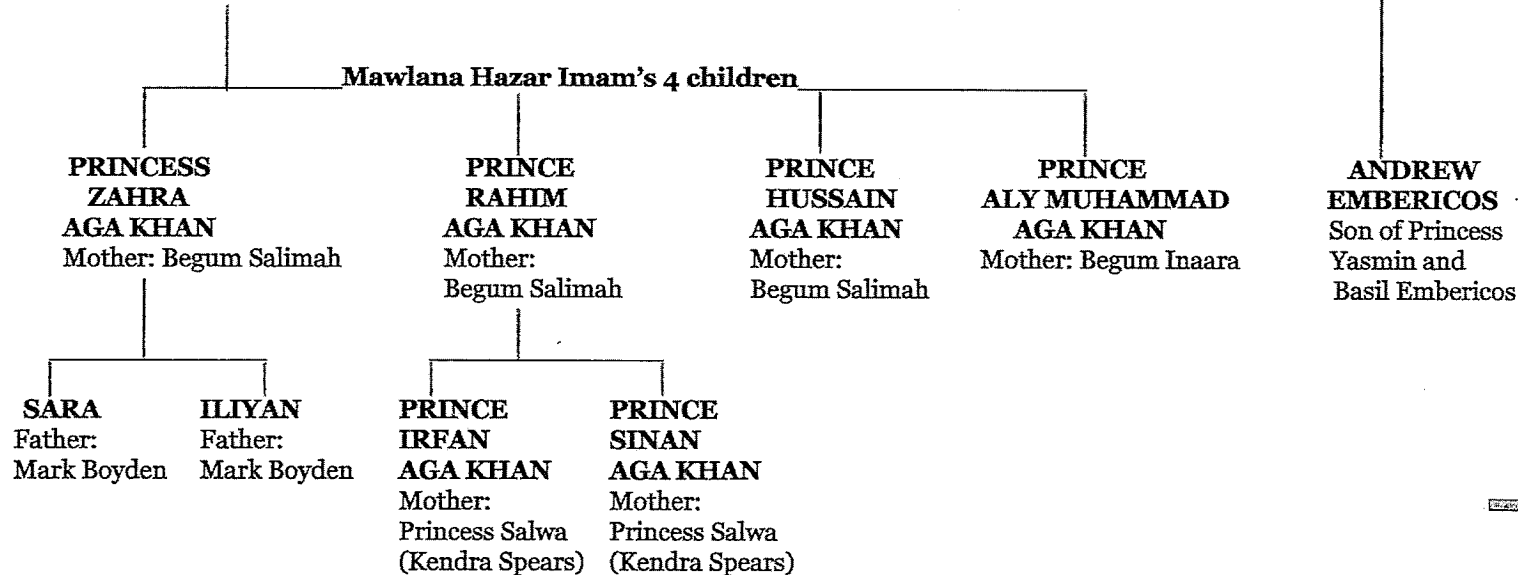 Mawlana Hazar Imam's 4 children
PRINCESS
ZAHRA
AGA KHAN
Mother: Begum Salimah
PRINCE
RAHIM
AGA KHAN
Mother:
Begum Salimah
PRINCE
HUSSAIN
AGA KHAN
Mother:
Begum Salimah
PRINCE
ALY MUHAMMAD
AGA KHAN
Mother: Begum Inaara
ANDREW
EMBERICOS
Son of Princess
Yasmin and
Basil Embericos
SARA
Father:
Mark Boyden
ILIYAN
Father:
Mark Boyden
PRINCE
IRFAN
AGA KHAN
Mother:
Princess Salwa
(Kendra Spears)
PRINCE
SINAN
AGA KHAN
Mother:
Princess Salwa
(Kendra Spears)